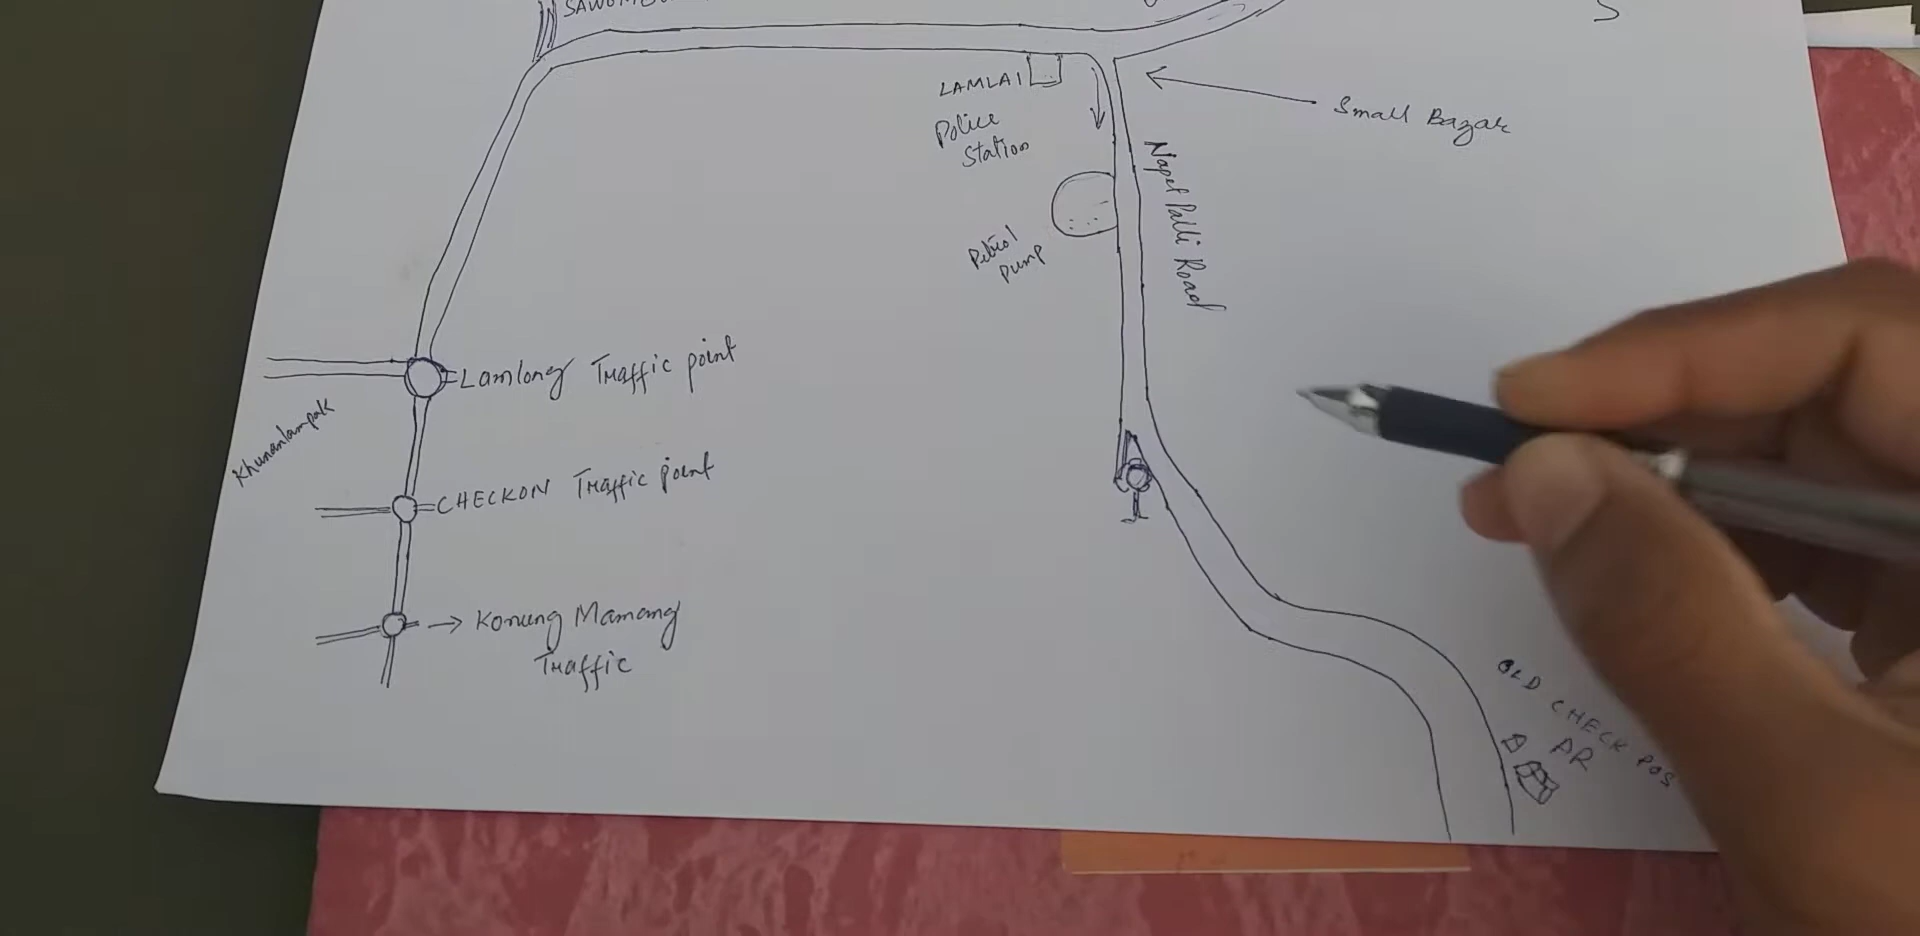 LAMLAI
Police
Station
Small Bazar
Napet Palli Road
Petrol
Pump
Lamlong Traffic point
Khumanlampak
CHECKON Traffic point
Konung Mamang
Traffic
OLD CHECK POS
AR